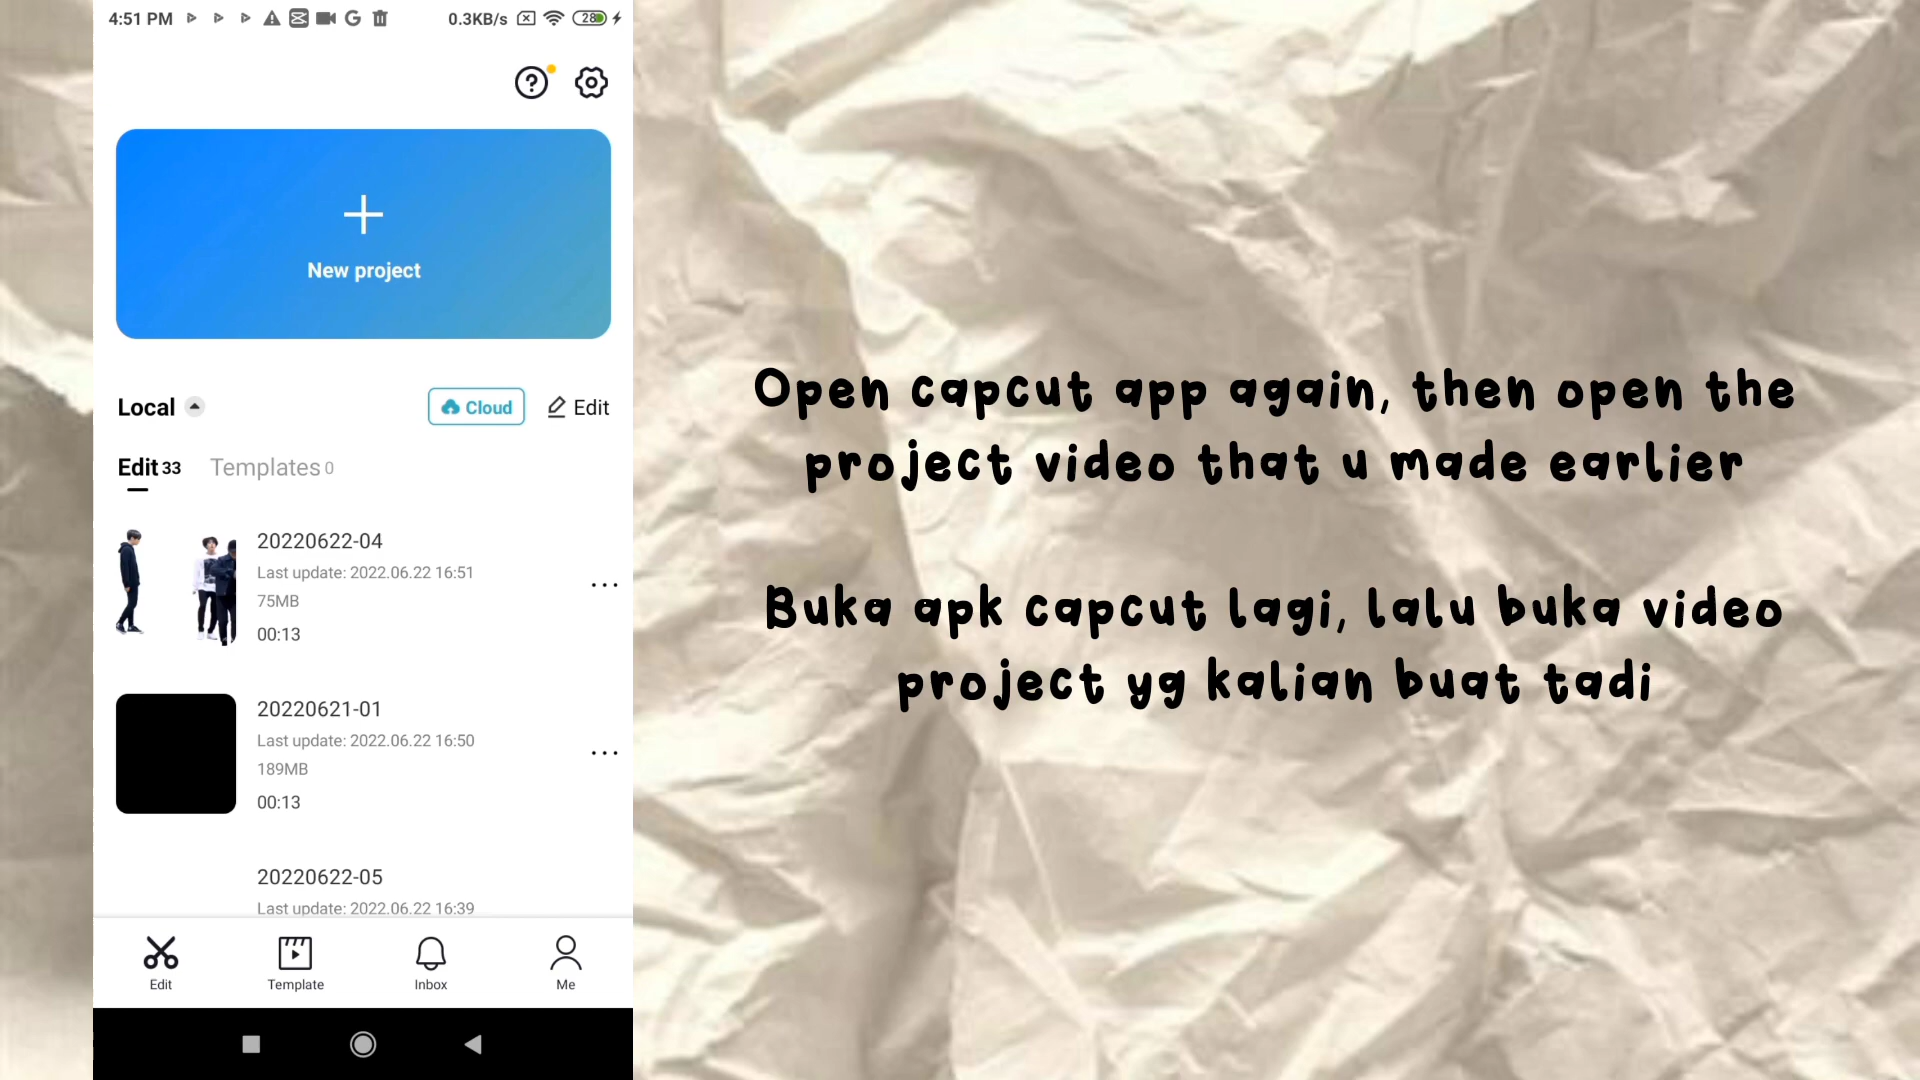 4:51 PM
0.3KB/s
28
New project
Local
Cloud
Edit
Edit 33
Templates 0
20220622-04
Last update: 2022.06.22 16:51
75MB
00:13
20220621-01
Last update: 2022.06.22 16:50
189MB
00:13
20220622-05
Last update: 2022.06.22 16:39
Edit
Template
Inbox
Me
Open capcut app again, then open the
project video that u made earlier
Buka apk capcut lagi, lalu buka video
project yg kalian buat tadi